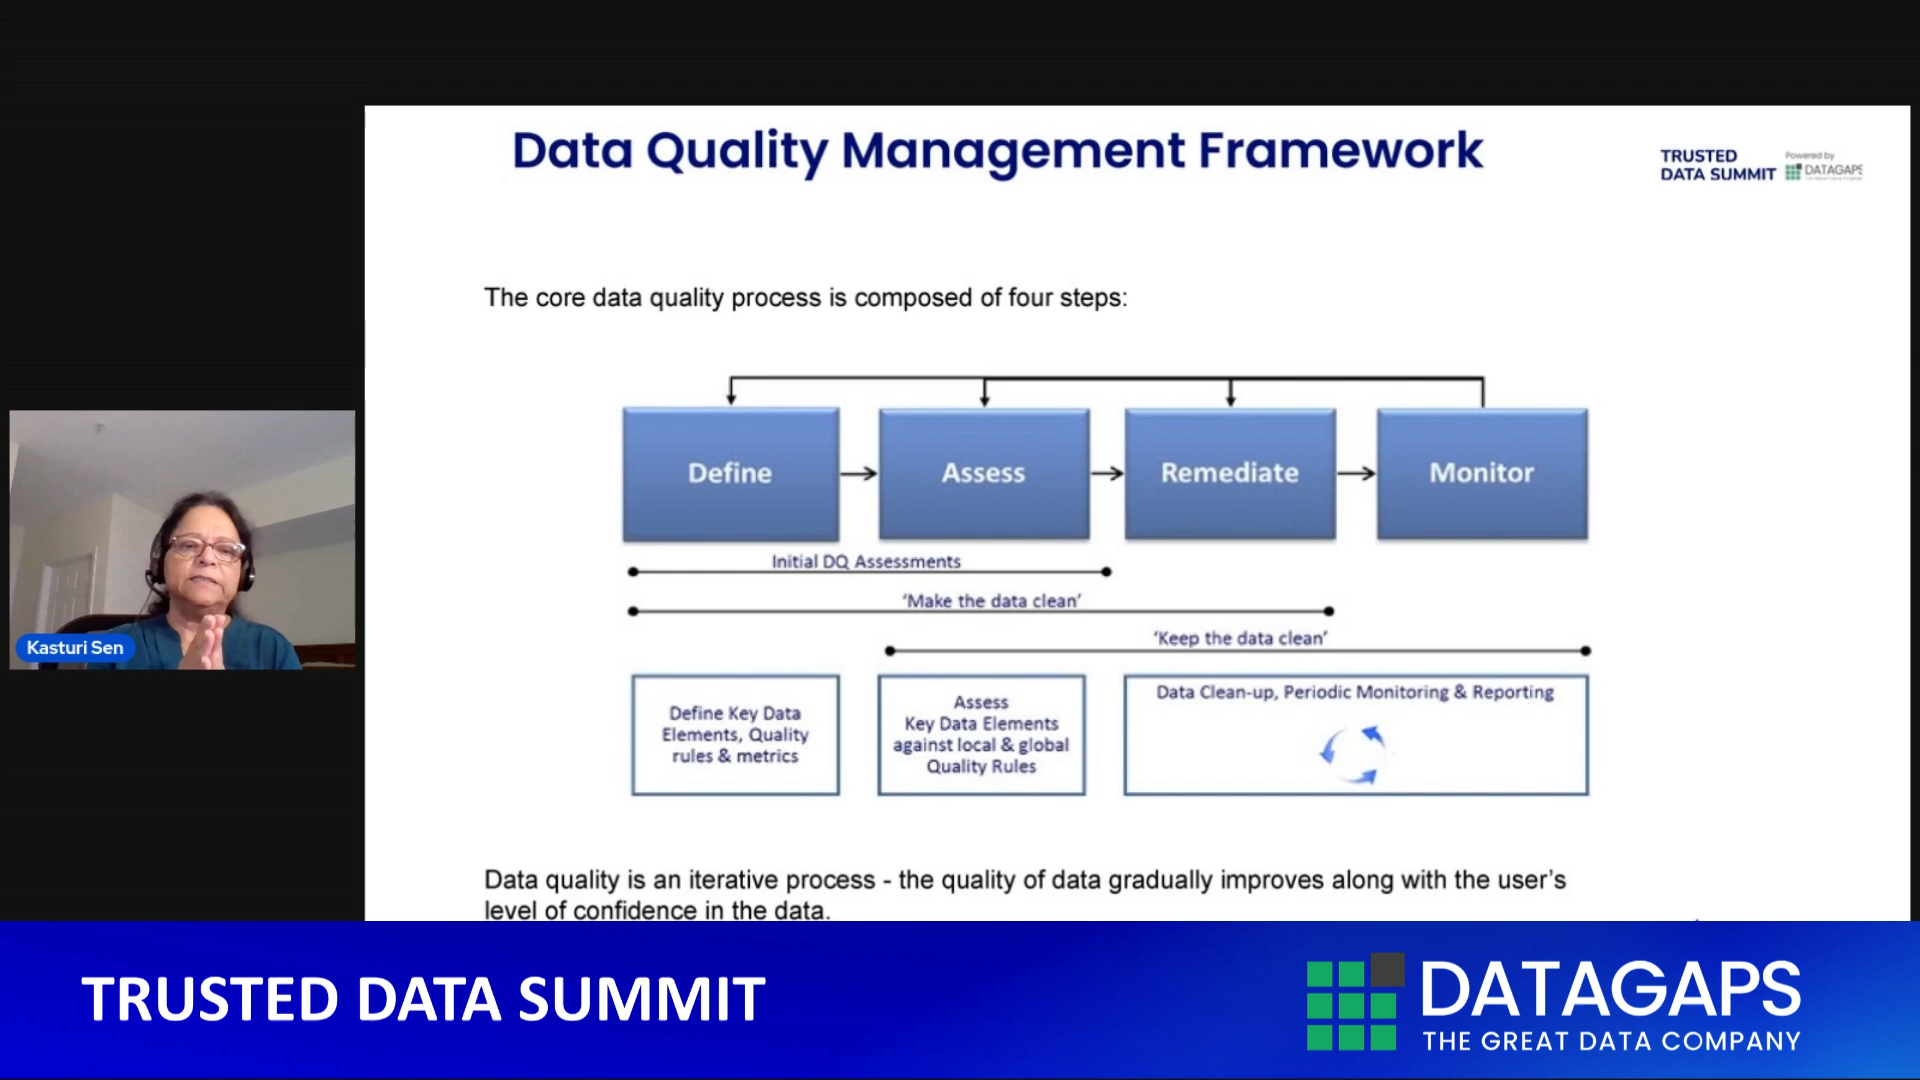 Data Quality Management Framework
TRUSTED
DATA SUMMIT
Powered by
DATAGAPS
The core data quality process is composed of four steps:
Define
Assess
Remediate
Monitor
Initial DQ Assessments
‘Make the data clean’
‘Keep the data clean’
Define Key Data
Elements, Quality
rules & metrics
Assess
Key Data Elements
against local & global
Quality Rules
Data Clean-up, Periodic Monitoring & Reporting
Data quality is an iterative process - the quality of data gradually improves along with the user’s
level of confidence in the data.
Kasturi Sen
TRUSTED DATA SUMMIT
DATAGAPS
THE GREAT DATA COMPANY